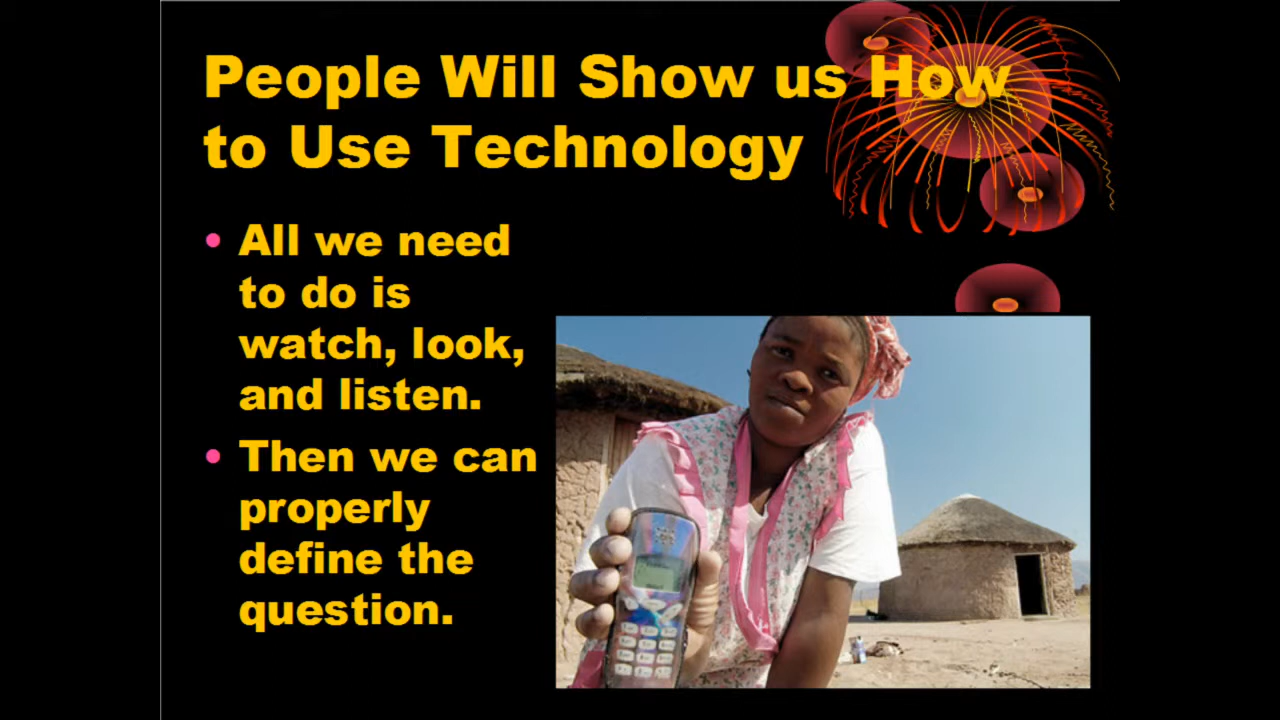 People Will Show us How
to Use Technology
• All we need
to do is
watch, look,
and listen.
• Then we can
properly
define the
question.